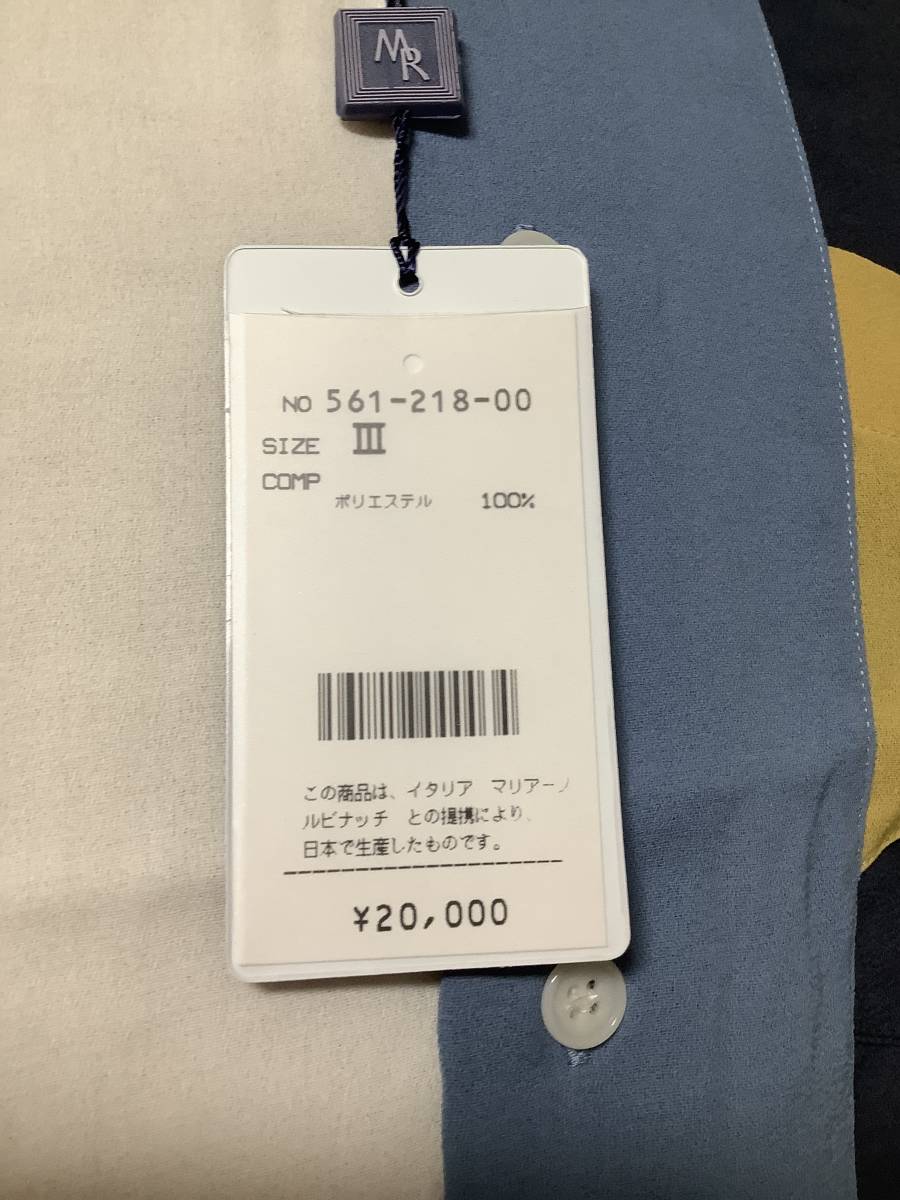 MR
NO 561-218-00
SIZE III
COMP
ポリエステル 100%
この商品は、イタリア マリアーノ
ルビナッチ との提携により、
日本で生産したものです。
¥20,000